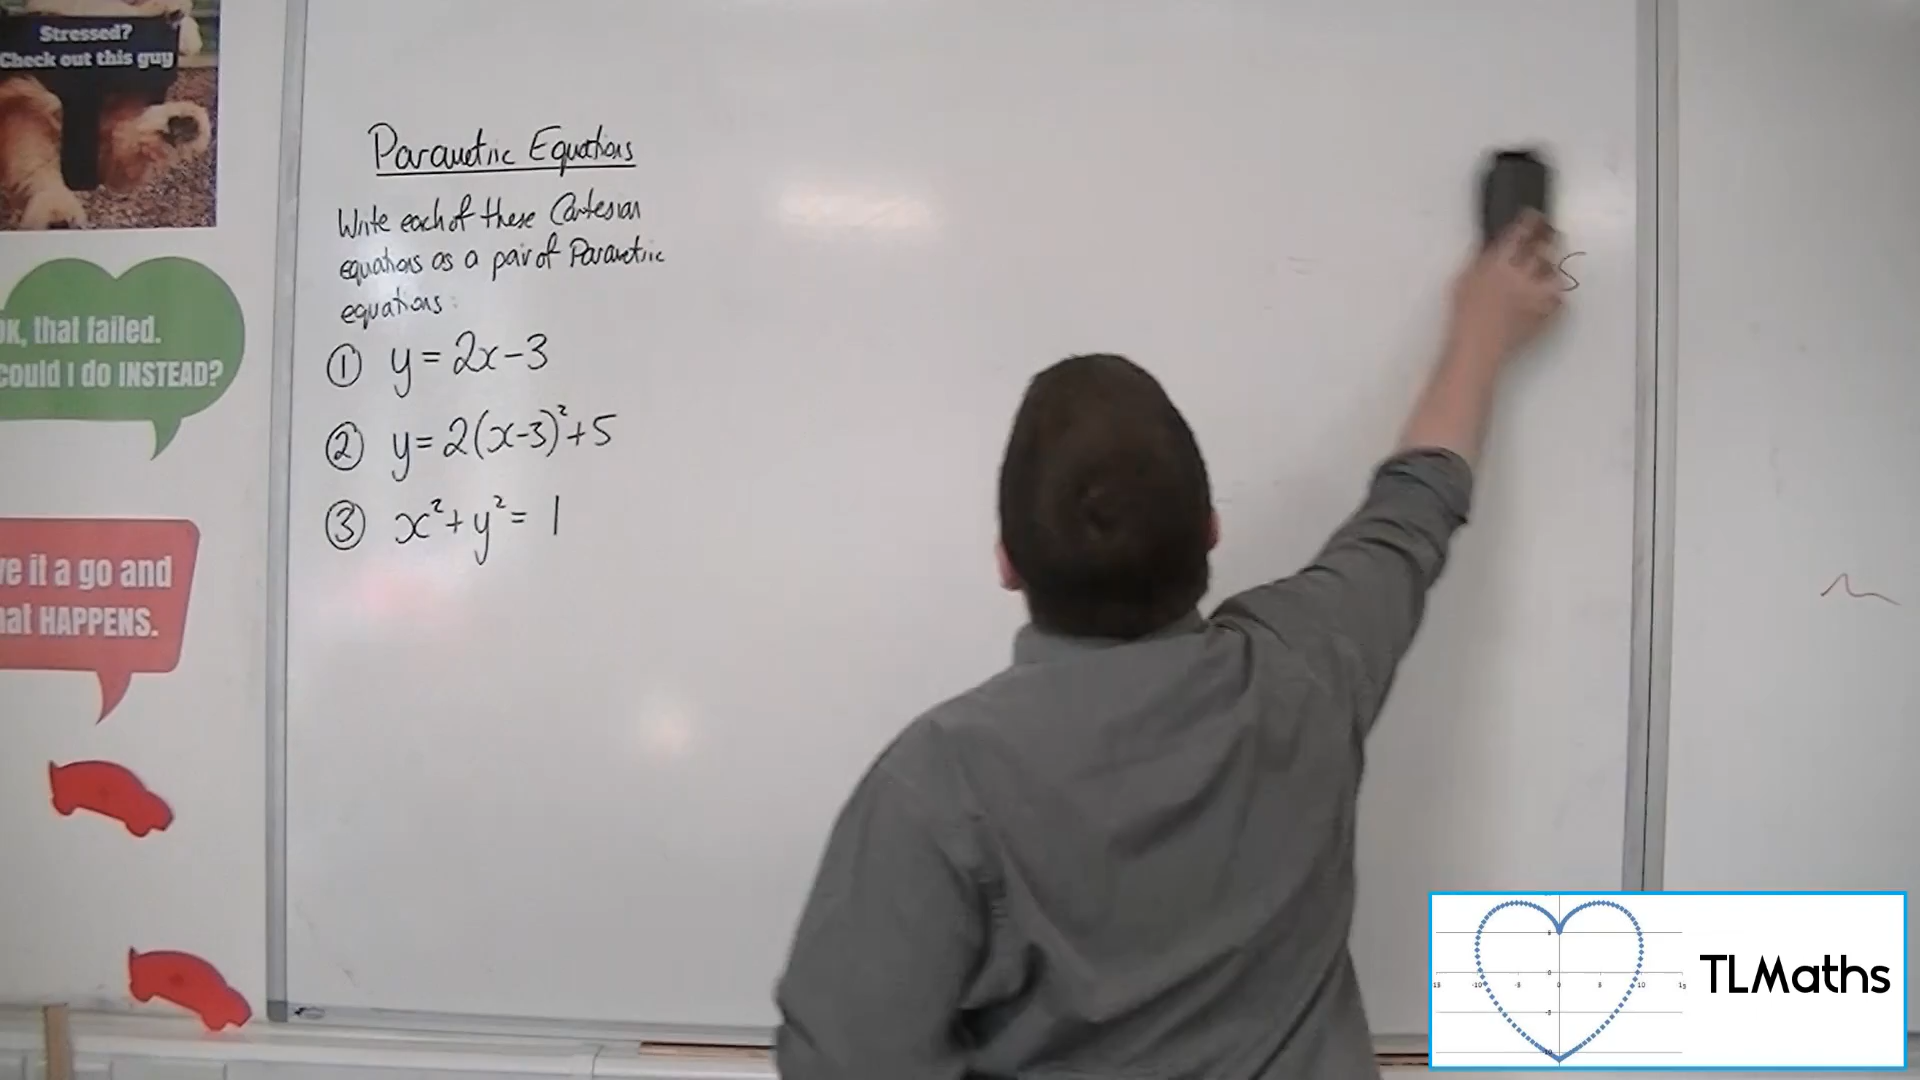 Stressed?
Check out this guy
Parametric Equations
Write each of these Cartesian
equations as a pair of Parametric
equations:
① y = 2x-3
② y = 2(x-3)²+5
③ x²+y² = 1
OK, that failed.
could I do INSTEAD?
it a go and
HAPPENS.
5
TLMaths